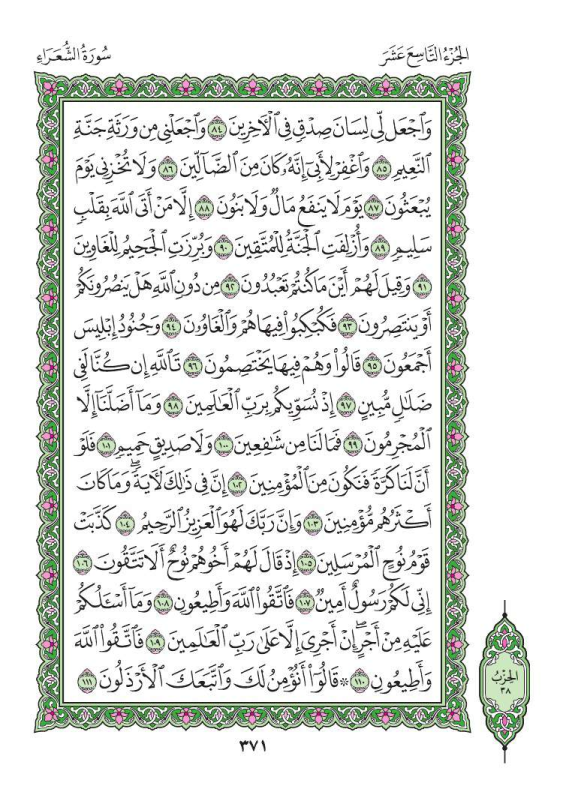 الجُزْءُ التَّاسِعَ عَشَرَ
سُورَةُ الشُّعَرَاءِ
وَٱجۡعَل لِّي لِسَانَ صِدۡقٖ فِي ٱلۡأٓخِرِينَ ٨٤ وَٱجۡعَلۡنِي مِن وَرَثَةِ جَنَّةِ
ٱلنَّعِيمِ ٨٥ وَٱغۡفِرۡ لِأَبِيٓ إِنَّهُۥ كَانَ مِنَ ٱلضَّآلِّينَ ٨٦ وَلَا تُخۡزِنِي يَوۡمَ
يُبۡعَثُونَ ٨٧ يَوۡمَ لَا يَنفَعُ مَالٞ وَلَا بَنُونَ ٨٨ إِلَّا مَنۡ أَتَى ٱللَّهَ بِقَلۡبٖ
سَلِيمٖ ٨٩ وَأُزۡلِفَتِ ٱلۡجَنَّةُ لِلۡمُتَّقِينَ ٩٠ وَبُرِّزَتِ ٱلۡجَحِيمُ لِلۡغَاوِينَ
٩١ وَقِيلَ لَهُمۡ أَيۡنَ مَا كُنتُمۡ تَعۡبُدُونَ ٩٢ مِن دُونِ ٱللَّهِ هَلۡ يَنصُرُونَكُمۡ
أَوۡ يَنتَصِرُونَ ٩٣ فَكُبۡكِبُواْ فِيهَا هُمۡ وَٱلۡغَاوُۥنَ ٩٤ وَجُنُودُ إِبۡلِيسَ
أَجۡمَعُونَ ٩٥ قَالُواْ وَهُمۡ فِيهَا يَخۡتَصِمُونَ ٩٦ تَٱللَّهِ إِن كُنَّا لَفِي
ضَلَٰلٖ مُّبِينٍ ٩٧ إِذۡ نُسَوِّيكُم بِرَبِّ ٱلۡعَٰلَمِينَ ٩٨ وَمَآ أَضَلَّنَآ إِلَّا
ٱلۡمُجۡرِمُونَ ٩٩ فَمَا لَنَا مِن شَٰفِعِينَ ١٠٠ وَلَا صَدِيقٍ حَمِيمٖ ١٠١ فَلَوۡ
أَنَّ لَنَا كَرَّةٗ فَنَكُونَ مِنَ ٱلۡمُؤۡمِنِينَ ١٠٢ إِنَّ فِي ذَٰلِكَ لَأٓيَةٗۖ وَمَا كَانَ
أَكۡثَرُهُم مُّؤۡمِنِينَ ١٠٣ وَإِنَّ رَبَّكَ لَهُوَ ٱلۡعَزِيزُ ٱلرَّحِيمُ ١٠٤ كَذَّبَتۡ
قَوۡمُ نُوحٍ ٱلۡمُرۡسَلِينَ ١٠٥ إِذۡ قَالَ لَهُمۡ أَخُوهُمۡ نُوحٌ أَلَا تَتَّقُونَ ١٠٦
إِنِّي لَكُمۡ رَسُولٌ أَمِينٞ ١٠٧ فَٱتَّقُواْ ٱللَّهَ وَأَطِيعُونِ ١٠٨ وَمَآ أَسۡـَٔلُكُمۡ
عَلَيۡهِ مِنۡ أَجۡرٍۖ إِنۡ أَجۡرِيَ إِلَّا عَلَىٰ رَبِّ ٱلۡعَٰلَمِينَ ١٠٩ فَٱتَّقُواْ ٱللَّهَ
وَأَطِيعُونِ ١١٠ ۞ قَالُوٓاْ أَنُؤۡمِنُ لَكَ وَٱتَّبَعَكَ ٱلۡأَرۡذَلُونَ ١١١
الحِزْبُ
٣٨
٣٧١